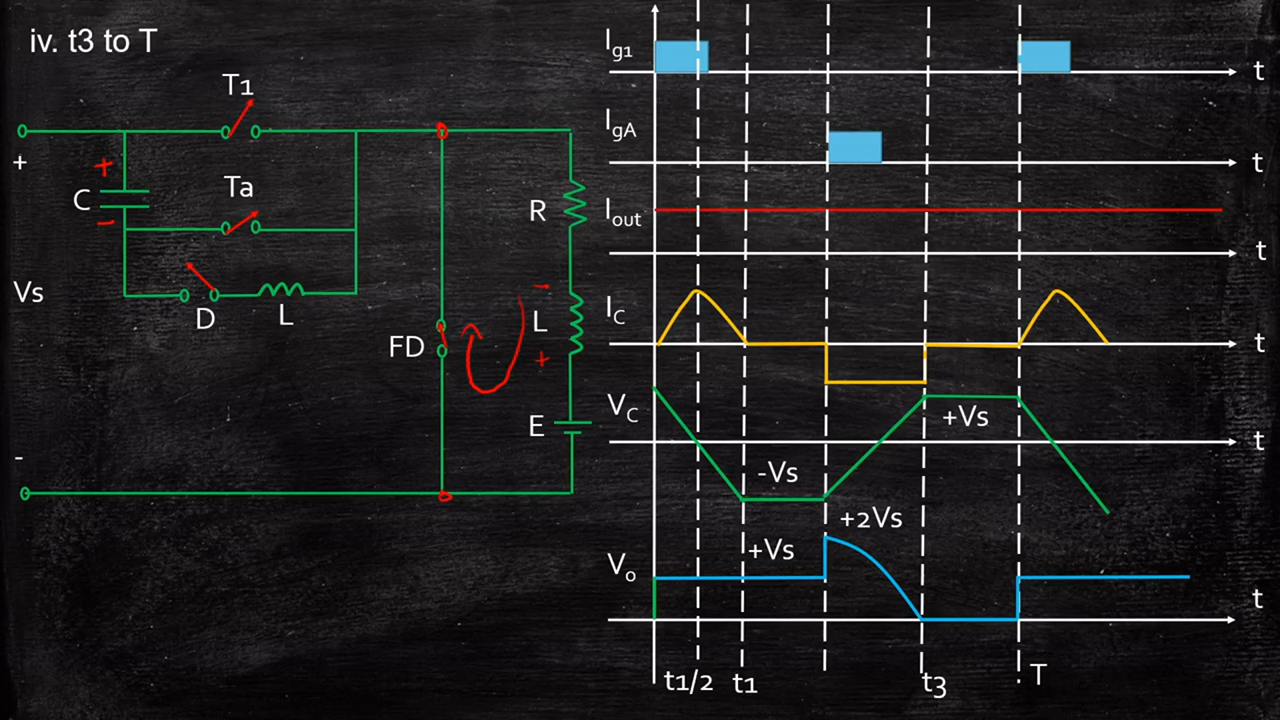 iv. t3 to T
T1
+
+
C
-
Ta
Vs
D
L
FD
R
-
L
+
E
-
Ig1
t
IgA
t
Iout
t
IC
t
VC
+Vs
t
-Vs
+2Vs
+Vs
Vo
t
t1/2
t1
t3
T